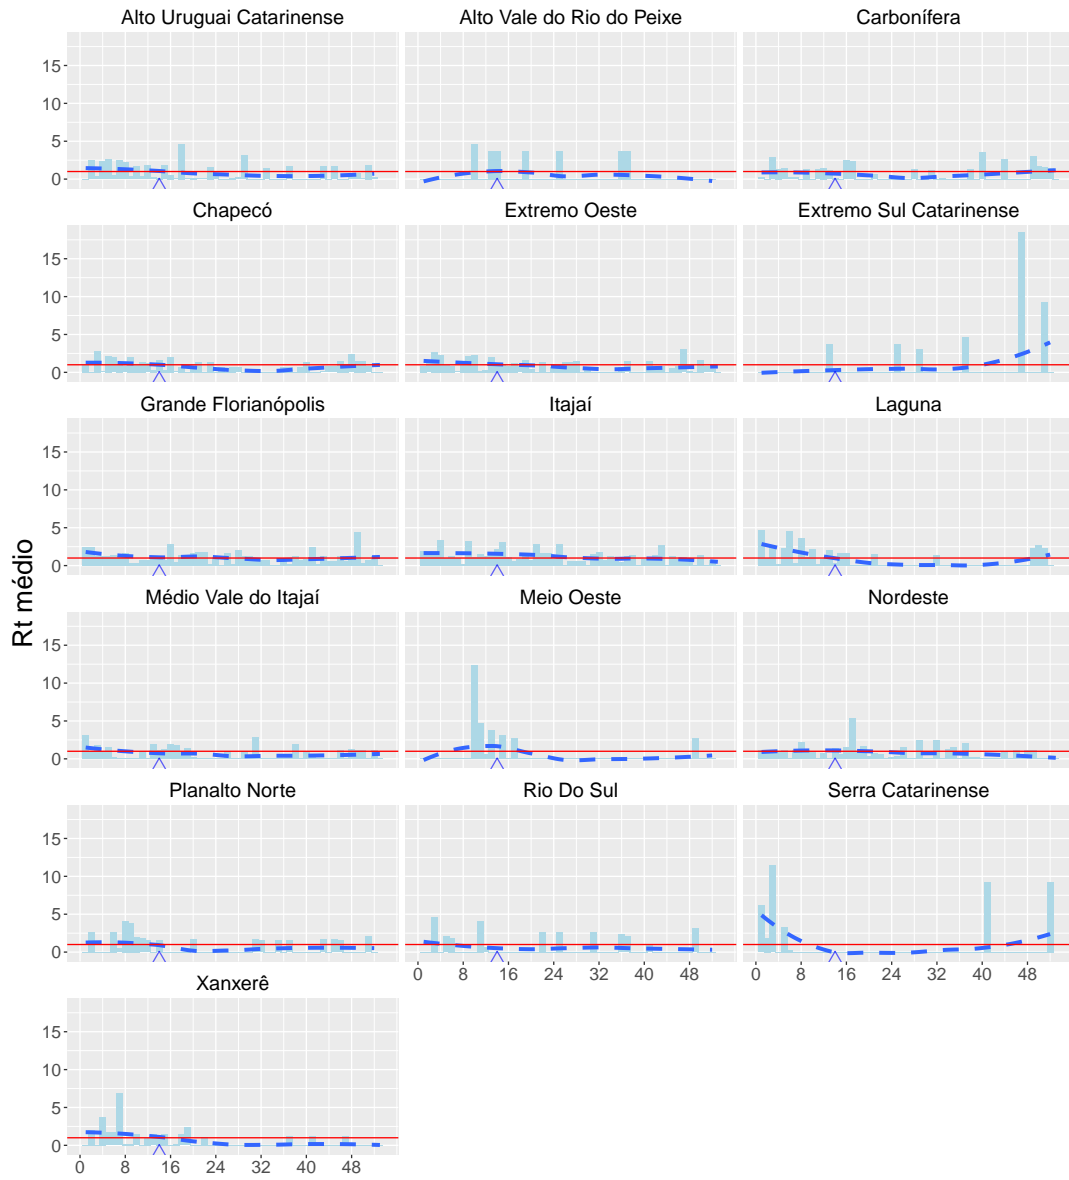 Alto Uruguai Catarinense
Alto Vale do Rio do Peixe
Carbonífera
15
10
5
0
Chapecó
Extremo Oeste
Extremo Sul Catarinense
15
10
5
0
Grande Florianópolis
Itajaí
Laguna
15
10
5
0
Rt médio
Médio Vale do Itajaí
Meio Oeste
Nordeste
15
10
5
0
Planalto Norte
Rio Do Sul
Serra Catarinense
15
10
5
0
0 8 16 24 32 40 48
0 8 16 24 32 40 48
Xanxerê
15
10
5
0
0 8 16 24 32 40 48